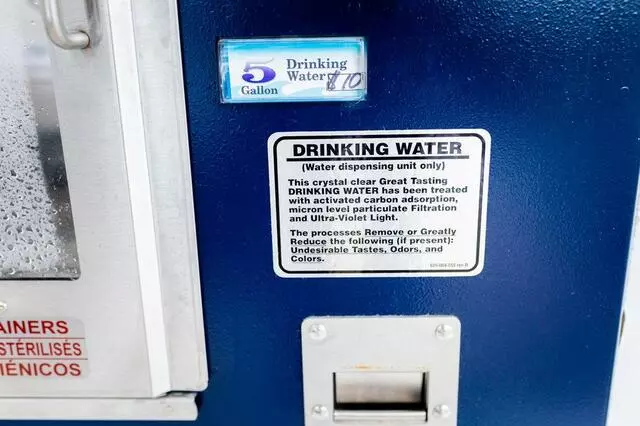 5 Drinking
Water $10
Gallon
DRINKING WATER
(Water dispensing unit only)
This crystal clear Great Tasting
DRINKING WATER has been treated
with activated carbon adsorption,
micron level particulate Filtration
and Ultra-Violet Light.
The processes Remove or Greatly
Reduce the following (if present):
Undesirable Tastes, Odors, and
Colors.
AINERS
STÉRILISÉS
IÉNICOS